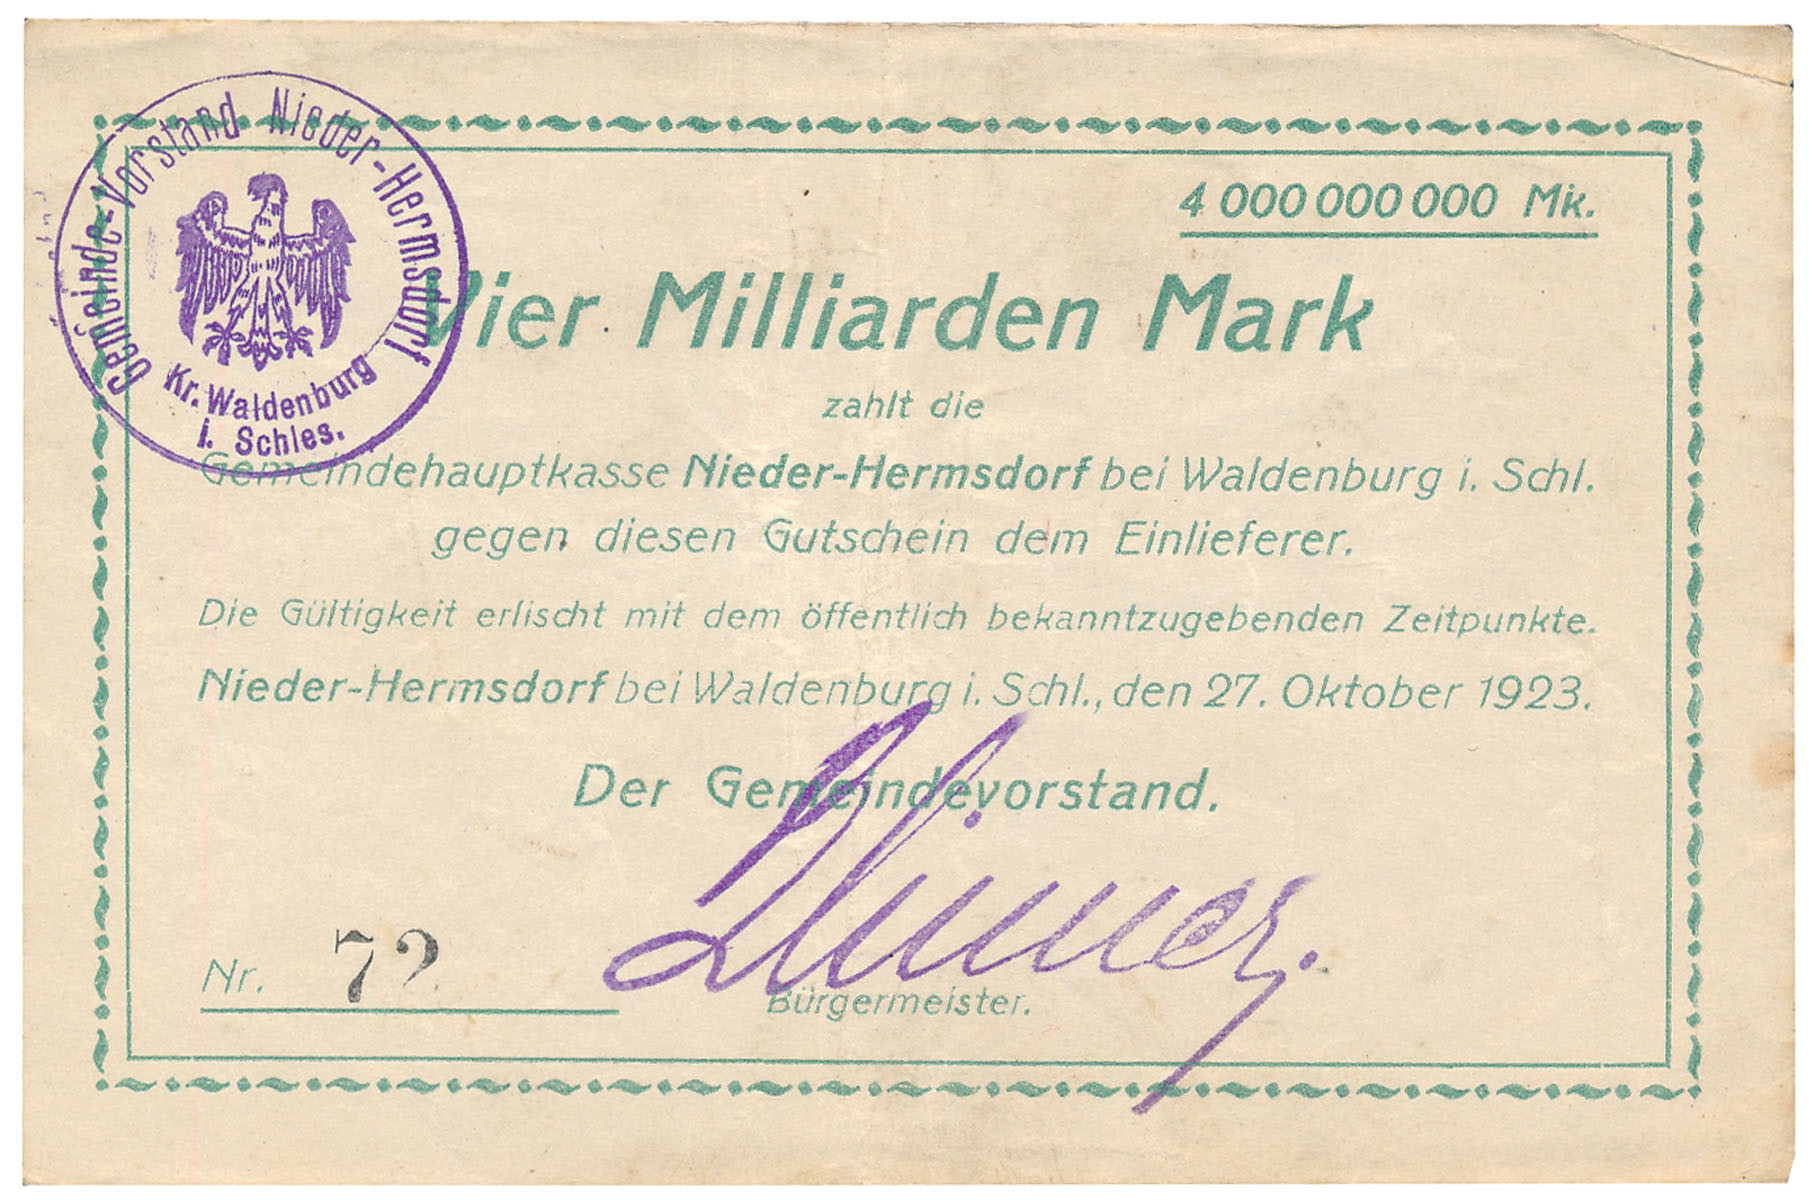 Gemeinde-Vorstand Nieder-Hermsdorf
Kr. Waldenburg
i. Schles.
4 000 000 000 Mk.
Vier Milliarden Mark
zahlt die
Gemeindehauptkasse Nieder-Hermsdorf bei Waldenburg i. Schl.
gegen diesen Gutschein dem Einlieferer.
Die Gültigkeit erlischt mit dem öffentlich bekanntzugebenden Zeitpunkte.
Nieder-Hermsdorf bei Waldenburg i. Schl., den 27. Oktober 1923.
Der Gemeindevorstand.
Nr. 72
Bürgermeister.